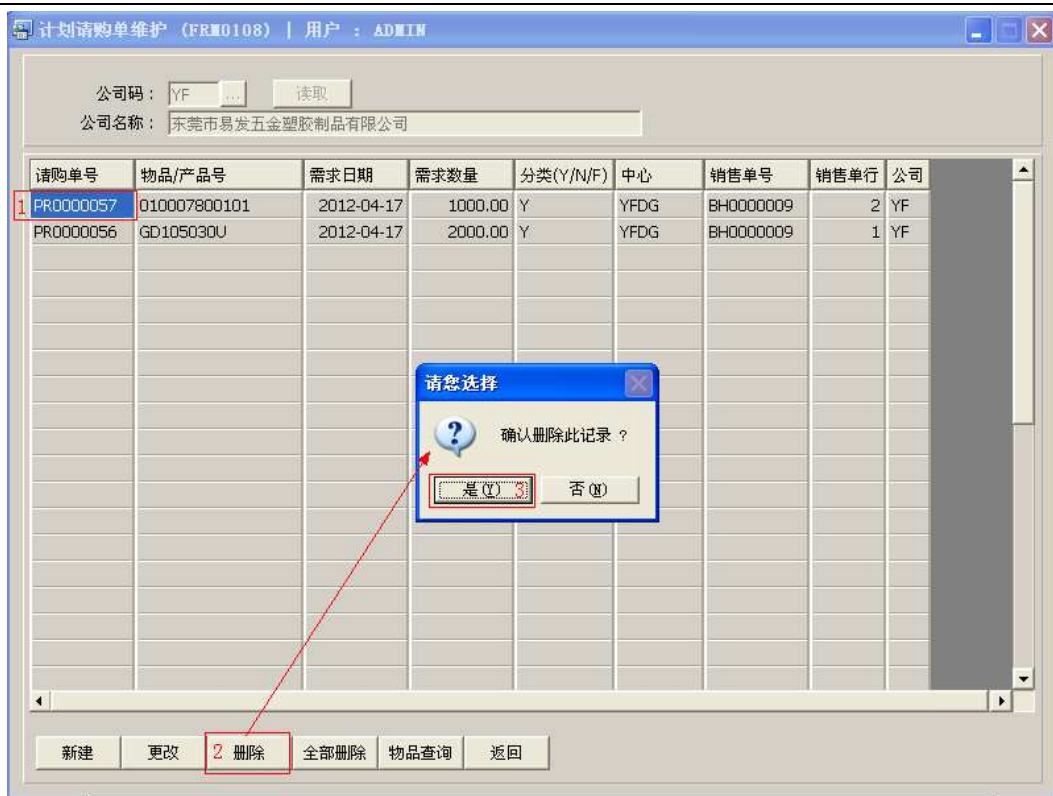 计划请购单维护 (FRM0108) | 用户 : ADMIN
公司码： YF ... 读取
公司名称： 东莞市易发五金塑胶制品有限公司
请购单号 物品/产品号 需求日期 需求数量 分类(Y/N/F) 中心 销售单号 销售单行 公司
1 PR0000057 010007800101 2012-04-17 1000.00 Y YFDG BH0000009 2 YF
PR0000056 GD105030U 2012-04-17 2000.00 Y YFDG BH0000009 1 YF
请您选择
确认删除此记录 ?
是(Y) 3 否(N)
新建 更改 2 删除 全部删除 物品查询 返回